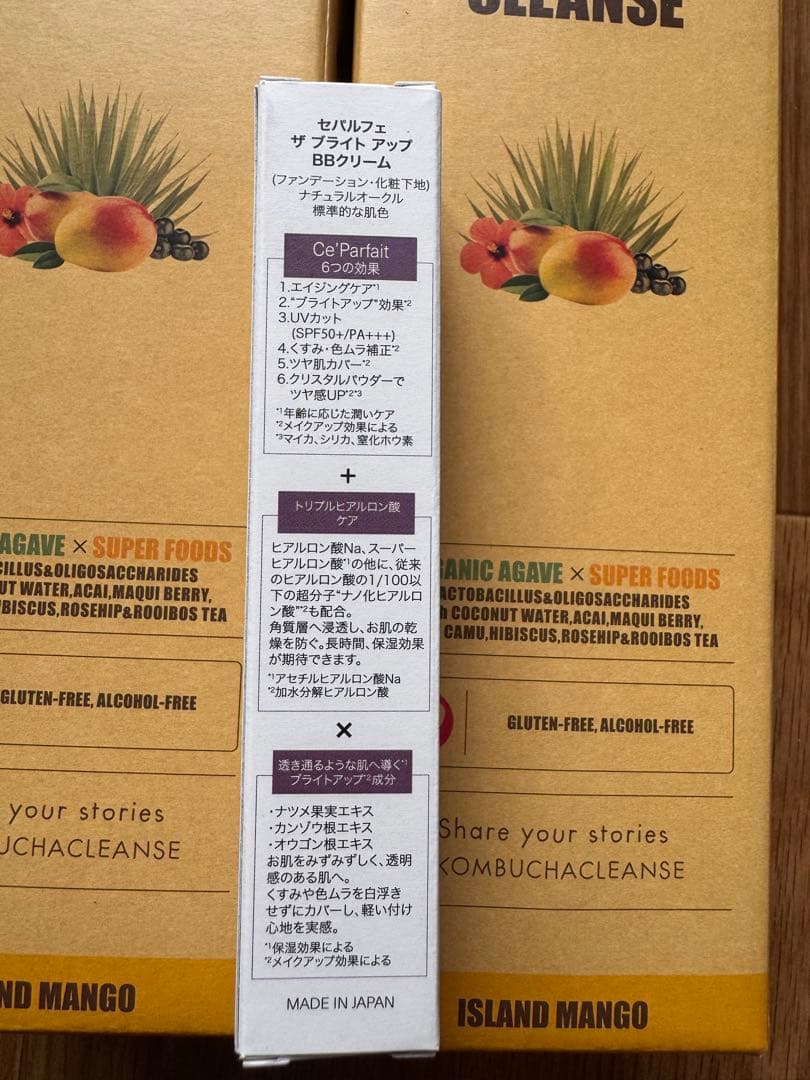 CLEANSE
セパルフェ
ザ ブライト アップ
BBクリーム
(ファンデーション・化粧下地)
ナチュラルオークル
標準的な肌色
Ce'Parfait
6つの効果
1.エイジングケア*1
2.“ブライトアップ”効果*2
3.UVカット
(SPF50+/PA+++)
4.くすみ・色ムラ補正*2
5.ツヤ肌カバー*2
6.クリスタルパウダーで
ツヤ感UP*2*3
*1年齢に応じた潤いケア
*2メイクアップ効果による
*3マイカ、シリカ、窒化ホウ素
+
トリプルヒアルロン酸
ケア
ヒアルロン酸Na、スーパー
ヒアルロン酸*1の他に、従来
のヒアルロン酸の1/100以
下の超分子“ナノ化ヒアルロ
ン酸”*2も配合。
角質層へ浸透し、お肌の乾
燥を防ぐ。長時間、保湿効果
が期待できます。
*1アセチルヒアルロン酸Na
*2加水分解ヒアルロン酸
×
透き通るような肌へ導く*1
ブライトアップ*2成分
・ナツメ果実エキス
・カンゾウ根エキス
・オウゴン根エキス
お肌をみずみずしく、透明
感のある肌へ。
くすみや色ムラを白浮き
せずにカバーし、軽い付け
心地を実感。
*1保湿効果による
*2メイクアップ効果による
MADE IN JAPAN
AGAVE × SUPER FOODS
CILLUS&OLIGOSACCHARIDES
UT WATER,ACAI,MAQUI BERRY,
IBISCUS,ROSEHIP&ROOIBOS TEA
GLUTEN-FREE, ALCOHOL-FREE
your stories
UCHACLEANSE
ND MANGO
ANIC AGAVE × SUPER FOODS
ACTOBACILLUS&OLIGOSACCHARIDES
h COCONUT WATER,ACAI,MAQUI BERRY,
CAMU,HIBISCUS,ROSEHIP&ROOIBOS TEA
GLUTEN-FREE, ALCOHOL-FREE
Share your stories
KOMBUCHACLEANSE
ISLAND MANGO